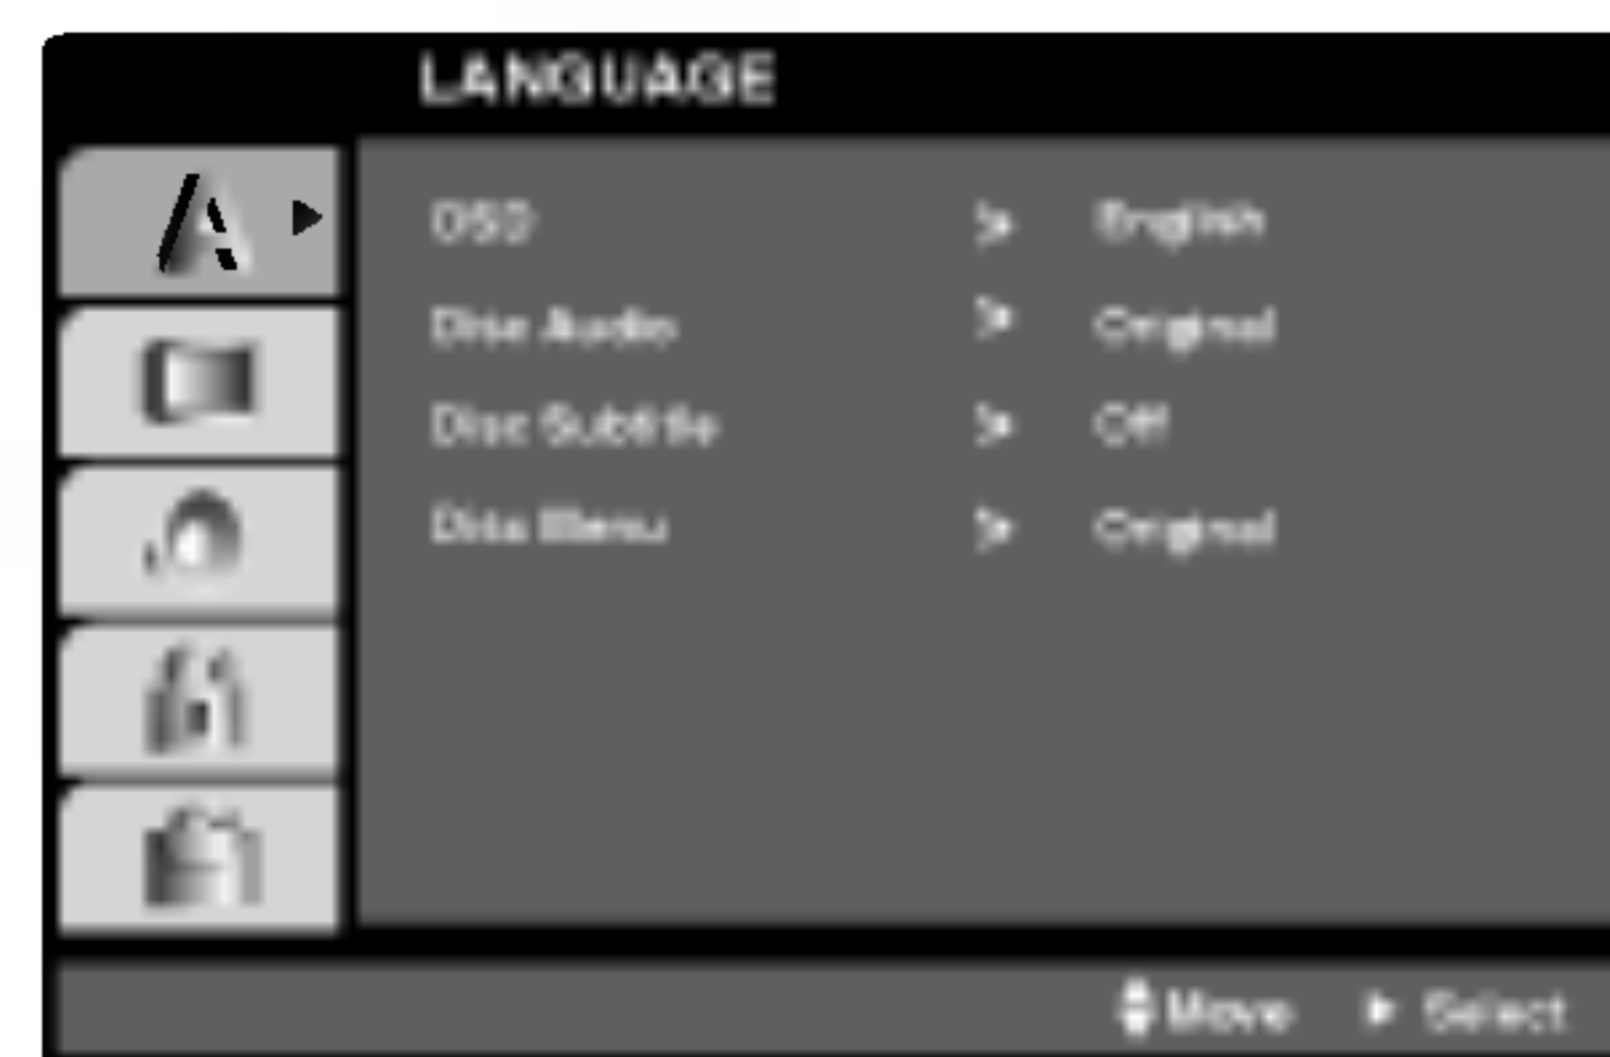 LANGUAGE
OSD > English
Disc Audio > Original
Disc Subtitle > Off
Disc Menu > Original
Move Select